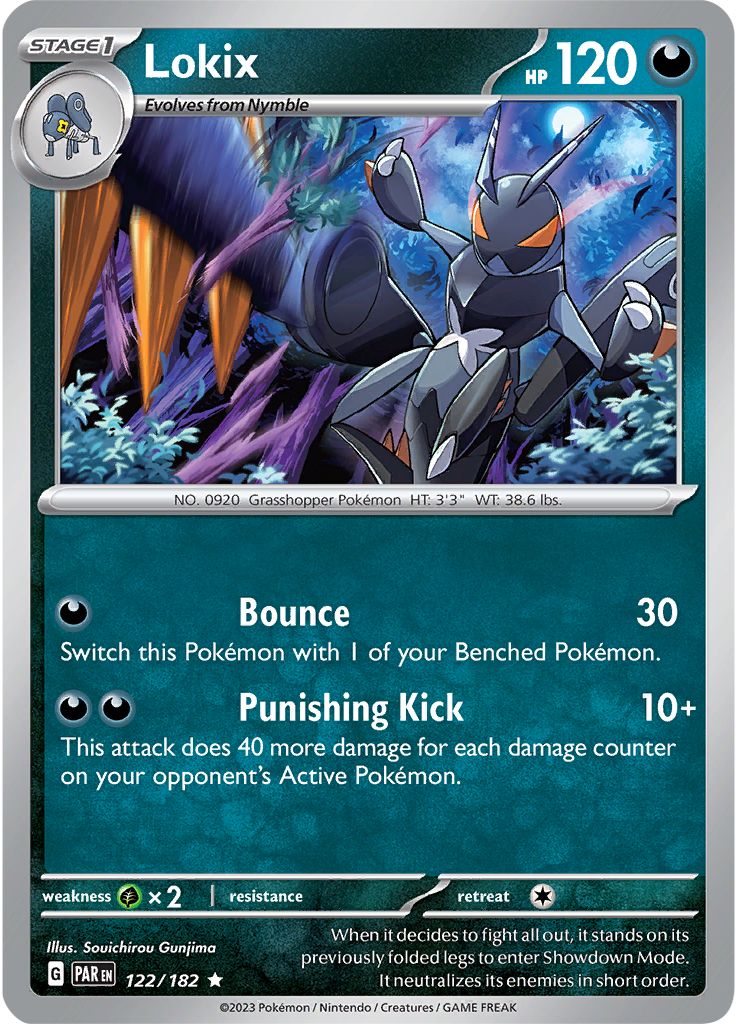 STAGE1
Lokix
HP 120
Evolves from Nymble
NO. 0920 Grasshopper Pokémon HT: 3'3" WT: 38.6 lbs.
Bounce 30
Switch this Pokémon with 1 of your Benched Pokémon.
Punishing Kick 10+
This attack does 40 more damage for each damage counter
on your opponent's Active Pokémon.
weakness ×2 resistance retreat
Illus. Souichirou Gunjima
G PAR EN 122/182
When it decides to fight all out, it stands on its
previously folded legs to enter Showdown Mode.
It neutralizes its enemies in short order.
©2023 Pokémon / Nintendo / Creatures / GAME FREAK